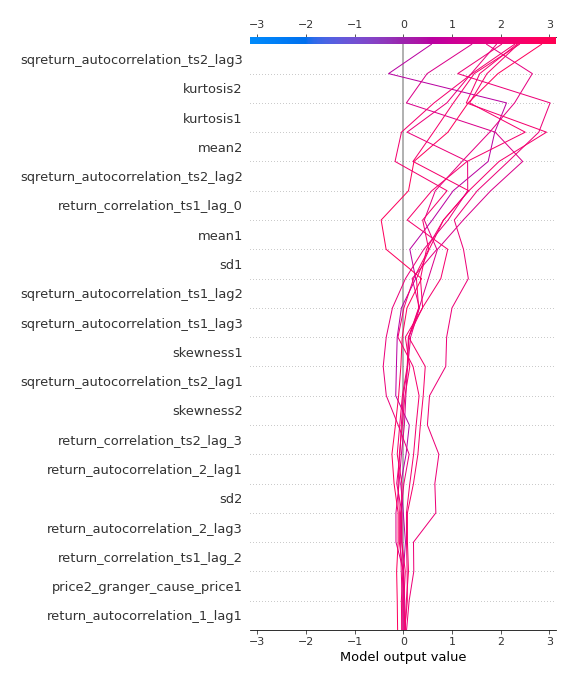 −3 −2 −1 0 1 2 3
sqreturn_autocorrelation_ts2_lag3
kurtosis2
kurtosis1
mean2
sqreturn_autocorrelation_ts2_lag2
return_correlation_ts1_lag_0
mean1
sd1
sqreturn_autocorrelation_ts1_lag2
sqreturn_autocorrelation_ts1_lag3
skewness1
sqreturn_autocorrelation_ts2_lag1
skewness2
return_correlation_ts2_lag_3
return_autocorrelation_2_lag1
sd2
return_autocorrelation_2_lag3
return_correlation_ts1_lag_2
price2_granger_cause_price1
return_autocorrelation_1_lag1
−3 −2 −1 0 1 2 3
Model output value